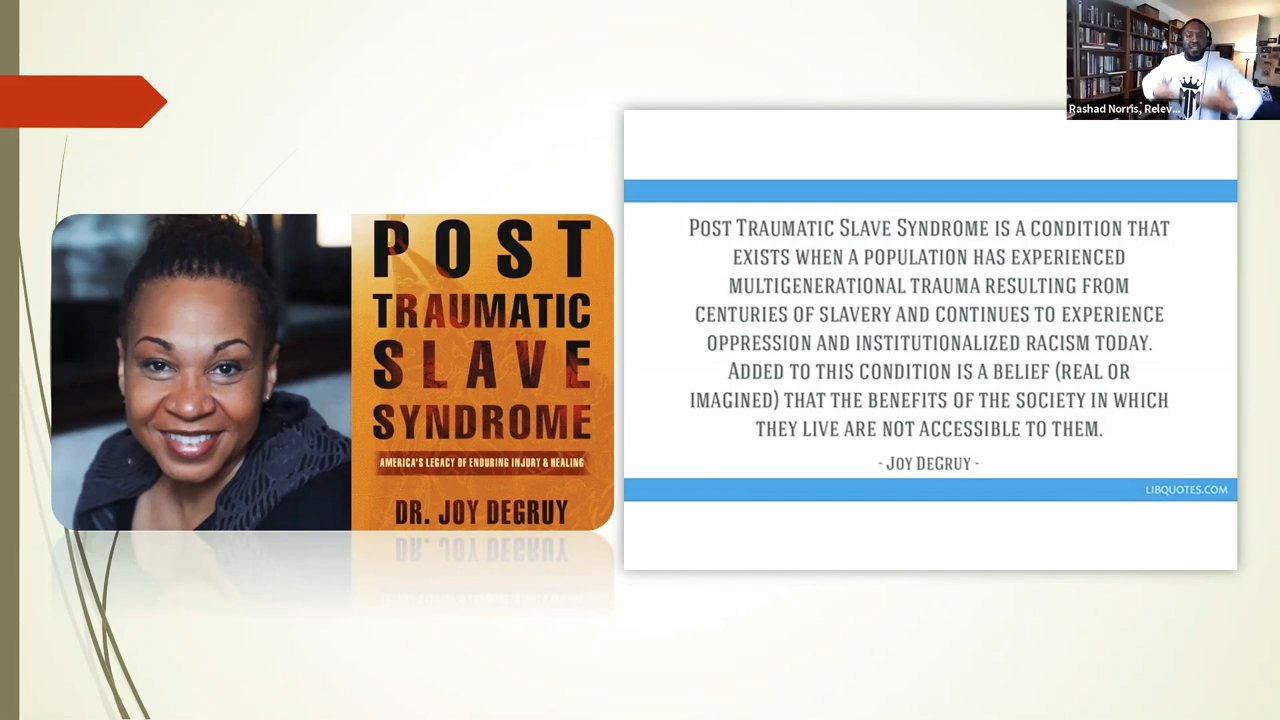 Rashad Norris, Relev...
POST
TRAUMATIC
SLAVE
SYNDROME
AMERICA'S LEGACY OF ENDURING INJURY & HEALING
DR. JOY DEGRUY
POST TRAUMATIC SLAVE SYNDROME IS A CONDITION THAT
EXISTS WHEN A POPULATION HAS EXPERIENCED
MULTIGENERATIONAL TRAUMA RESULTING FROM
CENTURIES OF SLAVERY AND CONTINUES TO EXPERIENCE
OPPRESSION AND INSTITUTIONALIZED RACISM TODAY.
ADDED TO THIS CONDITION IS A BELIEF (REAL OR
IMAGINED) THAT THE BENEFITS OF THE SOCIETY IN WHICH
THEY LIVE ARE NOT ACCESSIBLE TO THEM.
- JOY DEGRUY -
LIBQUOTES.COM